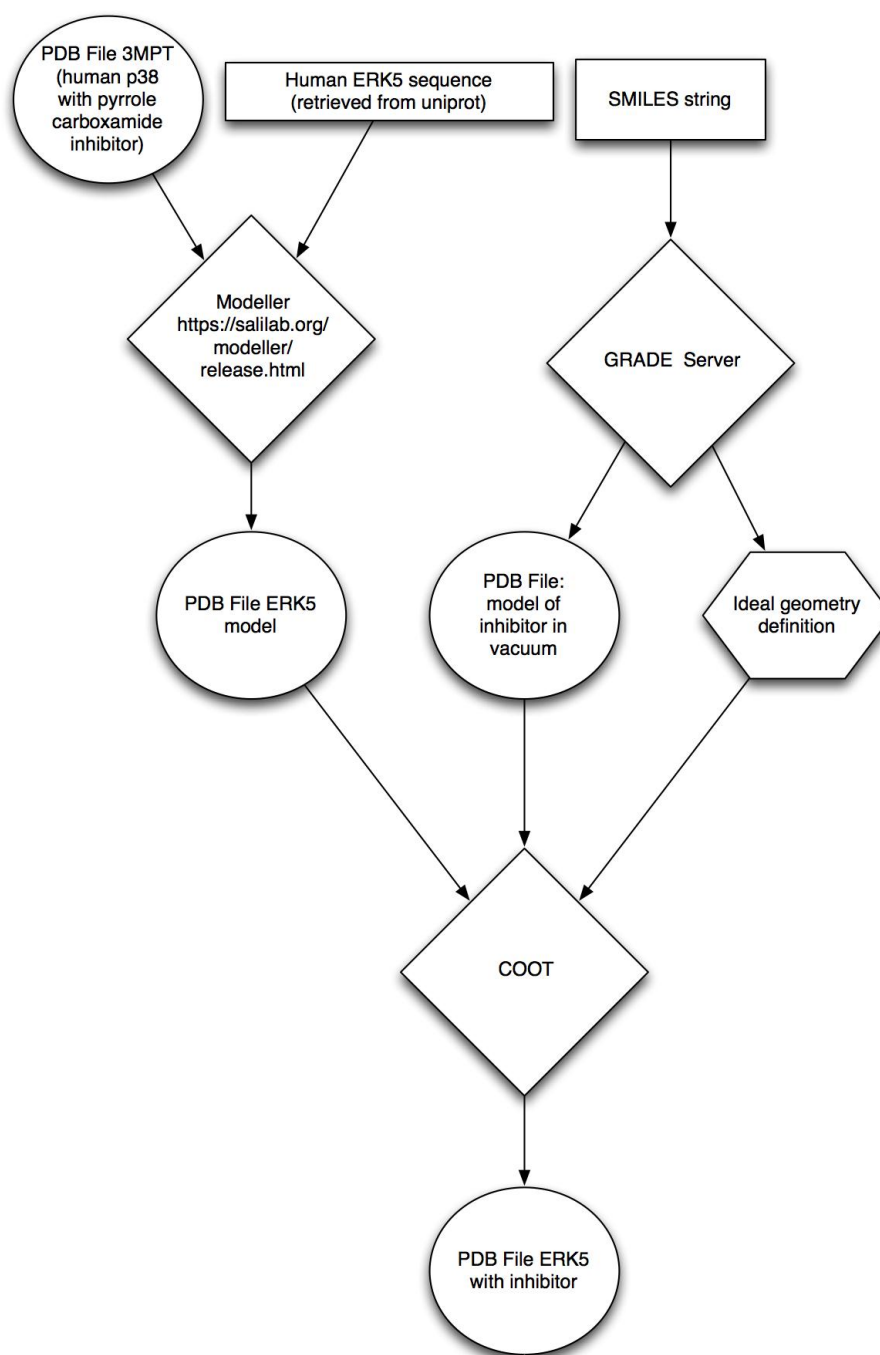 PDB File 3MPT
(human p38
with pyrrole
carboxamide
inhibitor)
Human ERK5 sequence
(retrieved from uniprot)
SMILES string
Modeller
https://salilab.org/
modeller/
release.html
GRADE Server
PDB File ERK5
model
PDB File:
model of
inhibitor in
vacuum
Ideal geometry
definition
COOT
PDB File ERK5
with inhibitor